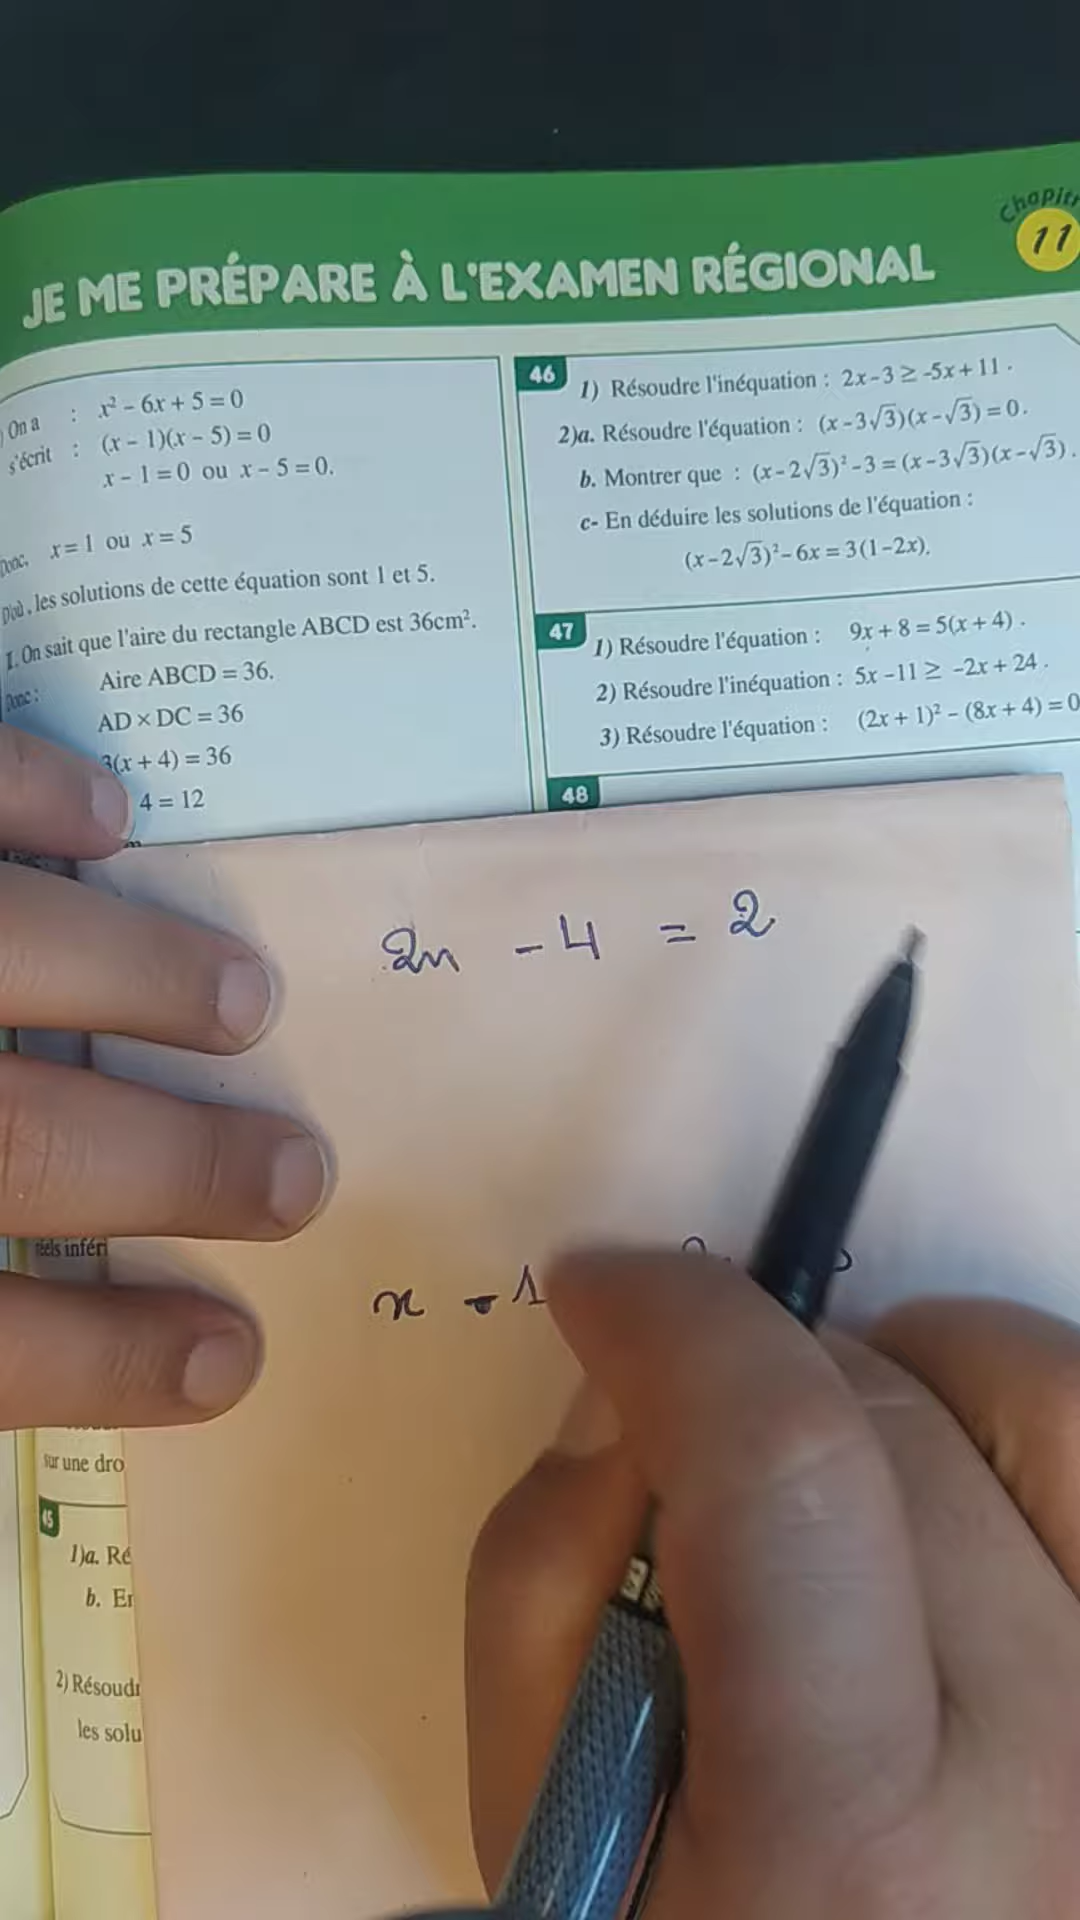 Chapitr
11
JE ME PRÉPARE À L'EXAMEN RÉGIONAL
On a : x² – 6x + 5 = 0
s'écrit : (x – 1)(x – 5) = 0
x – 1 = 0 ou x – 5 = 0.
Donc, x = 1 ou x = 5
D'où, les solutions de cette équation sont 1 et 5.
I. On sait que l'aire du rectangle ABCD est 36cm².
Donc : Aire ABCD = 36.
AD × DC = 36
3(x + 4) = 36
4 = 12
46
1) Résoudre l'inéquation : 2x – 3 ≥ -5x + 11 .
2)a. Résoudre l'équation : (x – 3√3)(x – √3) = 0.
b. Montrer que : (x – 2√3)² – 3 = (x – 3√3)(x – √3) .
c- En déduire les solutions de l'équation :
(x – 2√3)² – 6x = 3(1 – 2x).
47
1) Résoudre l'équation : 9x + 8 = 5(x + 4) .
2) Résoudre l'inéquation : 5x – 11 ≥ -2x + 24 .
3) Résoudre l'équation : (2x + 1)² – (8x + 4) = 0
48
2x - 4 = 2
x - 1
réels inféri
sur une dro
45
1)a. Ré
b. En
2) Résoudr
les solu